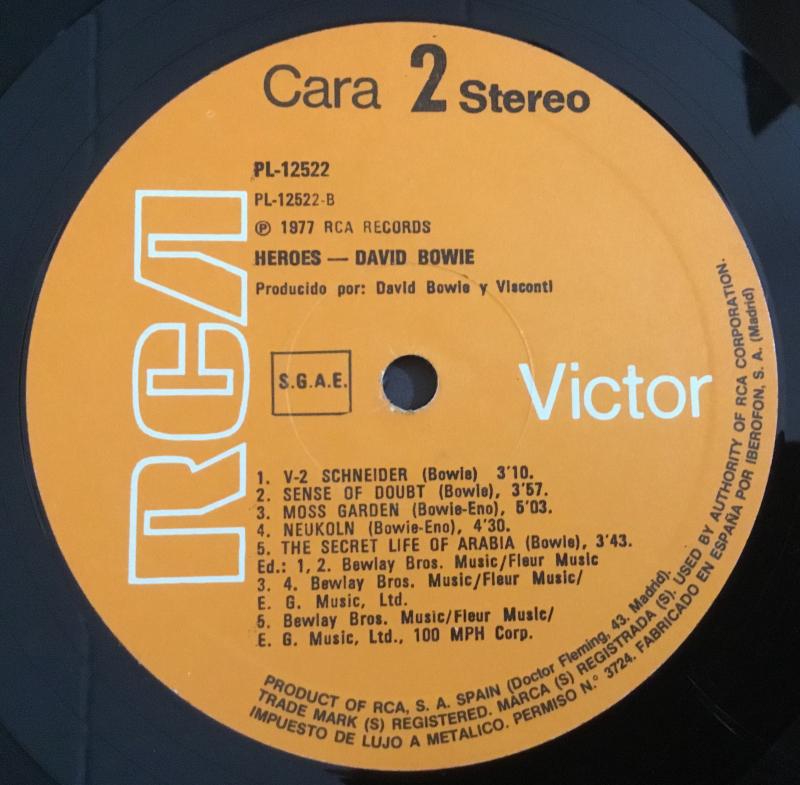 Cara 2 Stereo
PL-12522
PL-12522-B
℗ 1977 RCA RECORDS
HEROES — DAVID BOWIE
Producido por: David Bowie y Visconti
RCA
S.G.A.E.
Victor
1. V-2 SCHNEIDER (Bowie) 3'10.
2. SENSE OF DOUBT (Bowie), 3'57.
3. MOSS GARDEN (Bowie-Eno), 5'03.
4. NEUKOLN (Bowie-Eno), 4'30.
5. THE SECRET LIFE OF ARABIA (Bowie), 3'43.
Ed.: 1, 2. Bewlay Bros. Music/Fleur Music
3. 4. Bewlay Bros. Music/Fleur Music/
E. G. Music, Ltd.
5. Bewlay Bros. Music/Fleur Music/
E. G. Music, Ltd., 100 MPH Corp.
PRODUCT OF RCA, S. A. SPAIN (Doctor Fleming, 43. Madrid).
TRADE MARK (S) REGISTERED. MARCA (S) REGISTRADA (S). USED BY AUTHORITY OF RCA CORPORATION.
IMPUESTO DE LUJO A METALICO. PERMISO N.° 3724. FABRICADO EN ESPAÑA POR IBEROFON, S. A. (Madrid)